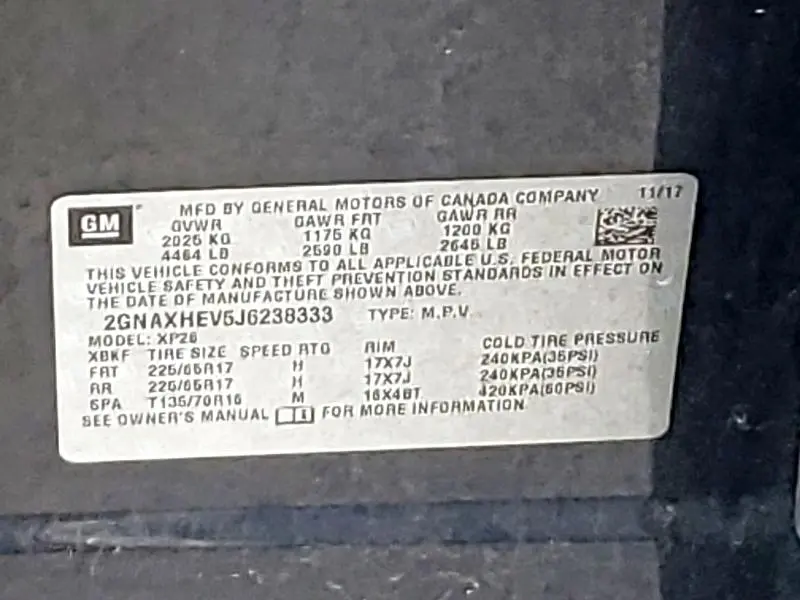 GM
MFD BY GENERAL MOTORS OF CANADA COMPANY 11/17
GVWR GAWR FRT GAWR RR
2025 KG 1175 KG 1200 KG
4464 LB 2590 LB 2645 LB
THIS VEHICLE CONFORMS TO ALL APPLICABLE U.S. FEDERAL MOTOR
VEHICLE SAFETY AND THEFT PREVENTION STANDARDS IN EFFECT ON
THE DATE OF MANUFACTURE SHOWN ABOVE.
2GNAXHEV5J6238333 TYPE: M.P.V
MODEL: XP26
XBKF TIRE SIZE SPEED RTG RIM COLD TIRE PRESSURE
FRT 225/65R17 H 17X7J 240KPA(35PSI)
RR 225/65R17 H 17X7J 240KPA(35PSI)
SPA T135/70R16 M 16X4BT 420KPA(60PSI)
SEE OWNER'S MANUAL FOR MORE INFORMATION